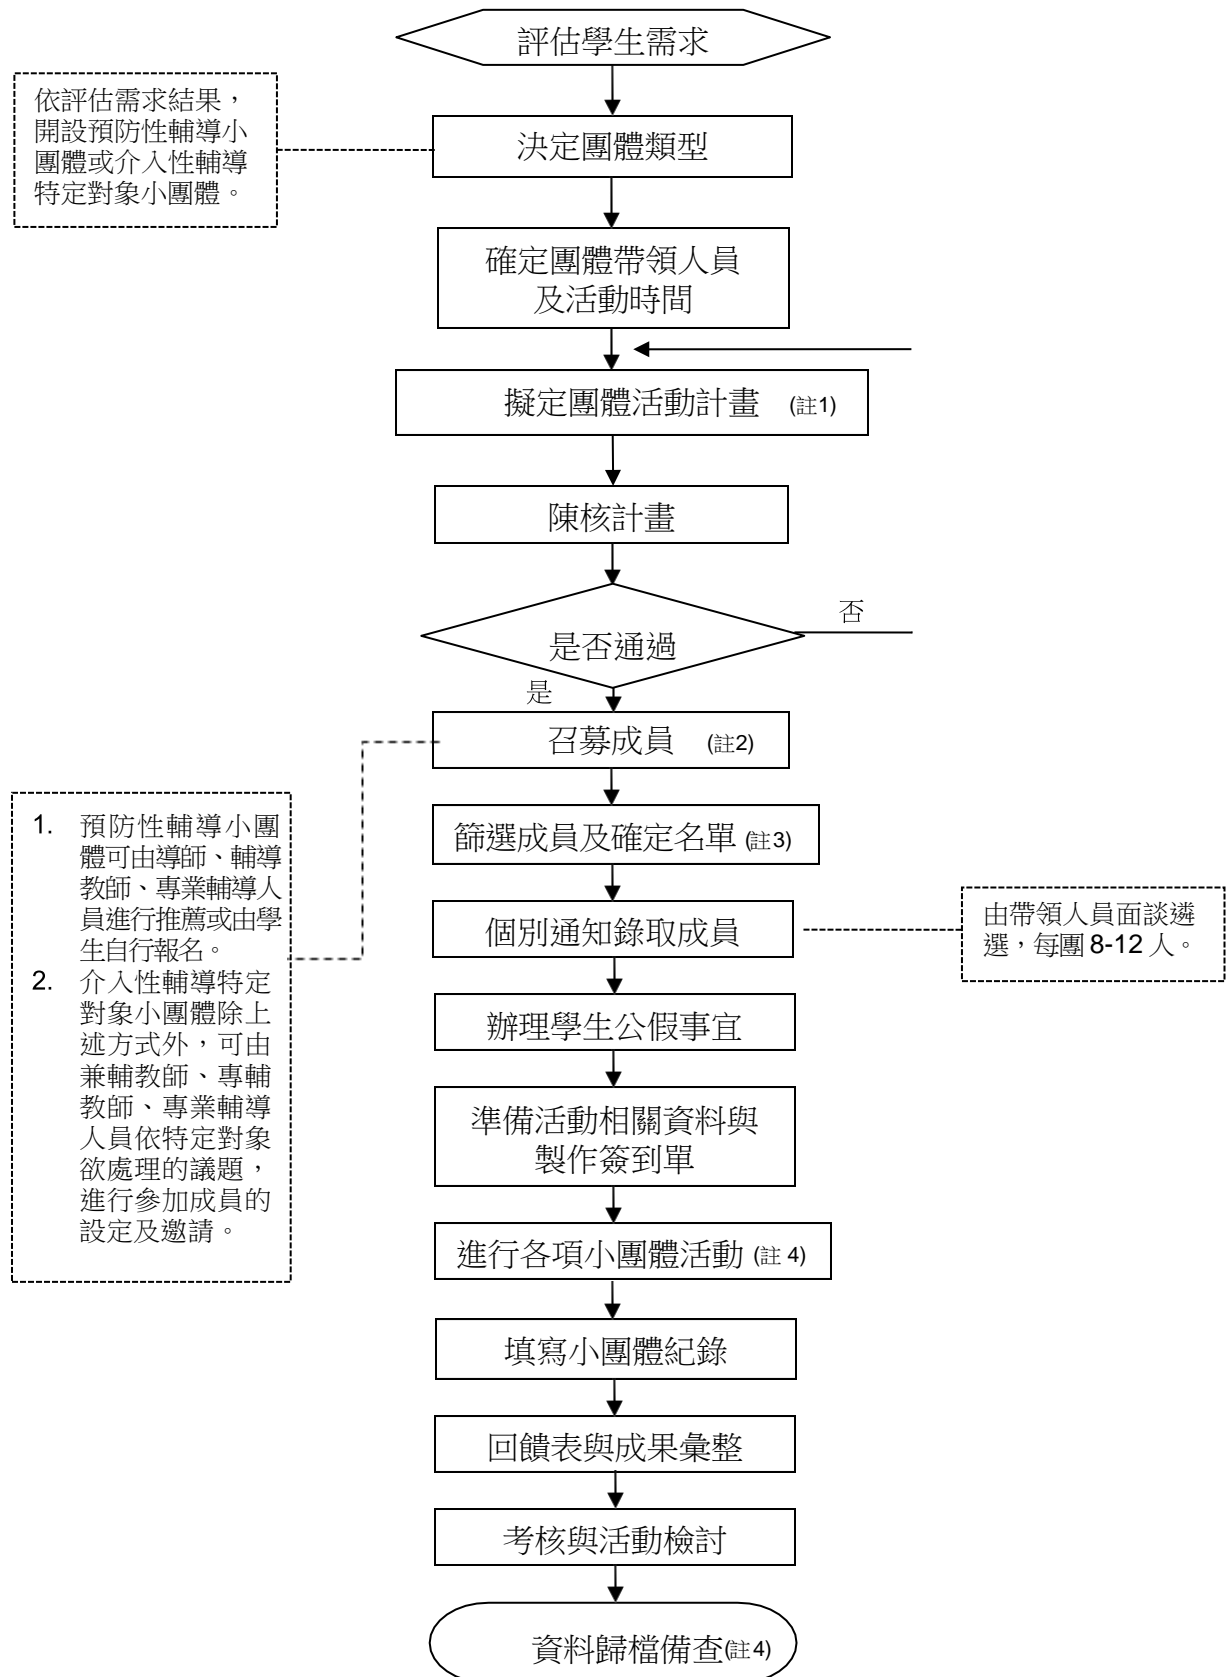 評估學生需求
依評估需求結果，
開設預防性輔導小
團體或介入性輔導
特定對象小團體。
決定團體類型
確定團體帶領人員
及活動時間
擬定團體活動計畫 (註1)
陳核計畫
是否通過
否
是
召募成員 (註2)
1. 預防性輔導小團
體可由導師、輔導
教師、專業輔導人
員進行推薦或由學
生自行報名。
2. 介入性輔導特定
對象小團體除上
述方式外，可由
兼輔教師、專輔
教師、專業輔導
人員依特定對象
欲處理的議題，
進行參加成員的
設定及邀請。
篩選成員及確定名單 (註3)
個別通知錄取成員
由帶領人員面談遴
選，每團 8-12 人。
辦理學生公假事宜
準備活動相關資料與
製作簽到單
進行各項小團體活動 (註 4)
填寫小團體紀錄
回饋表與成果彙整
考核與活動檢討
資料歸檔備查(註4)